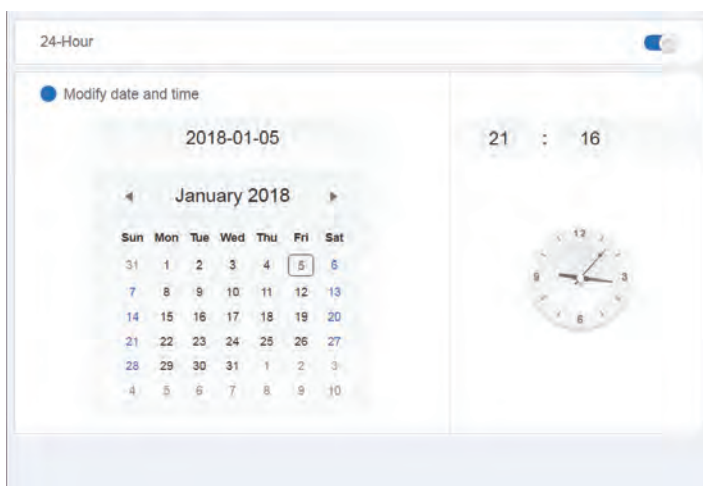 24-Hour
Modify date and time
2018-01-05
21 : 16
January 2018
Sun Mon Tue Wed Thu Fri Sat
31 1 2 3 4 5 6
7 8 9 10 11 12 13
14 15 16 17 18 19 20
21 22 23 24 25 26 27
28 29 30 31 1 2 3
4 5 6 7 8 9 10
12
9 3
6